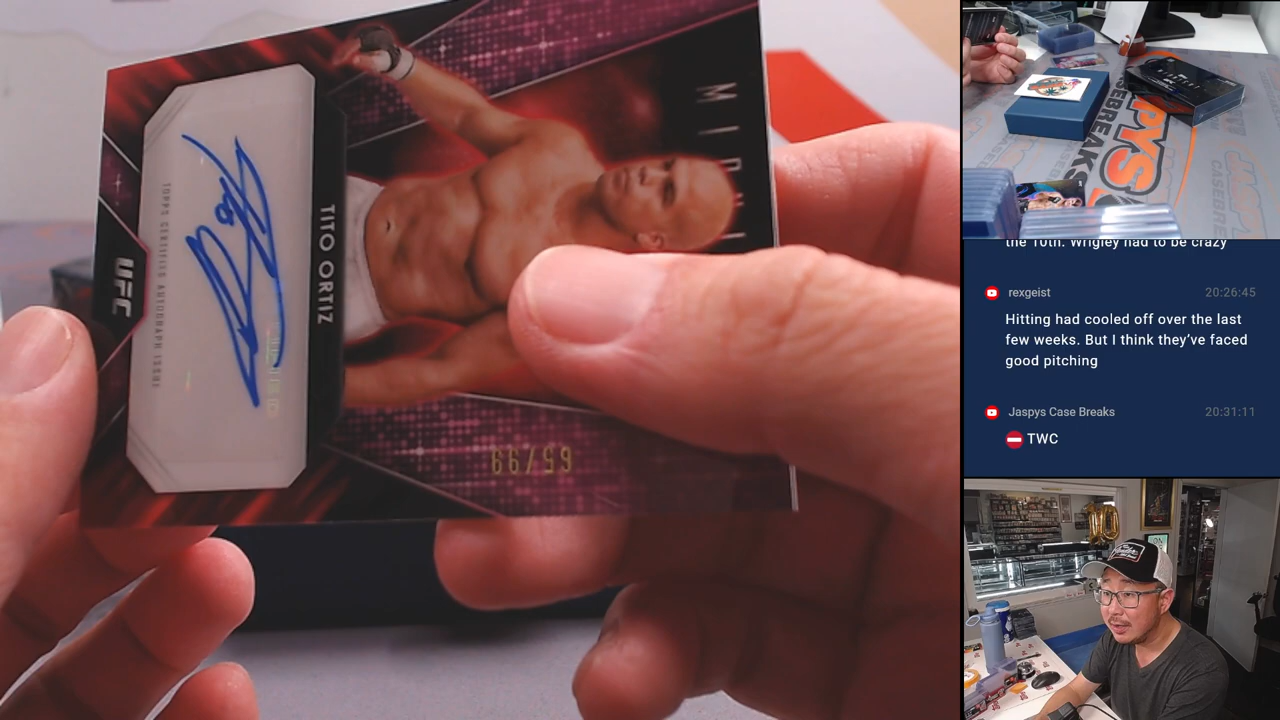 TITO ORTIZ
TOPPS CERTIFIED AUTOGRAPH ISSUE
UFC
65/99
the 10th. Wrigley had to be crazy
rexgeist
20:26:45
Hitting had cooled off over the last
few weeks. But I think they've faced
good pitching
Jaspys Case Breaks
20:31:11
TWC